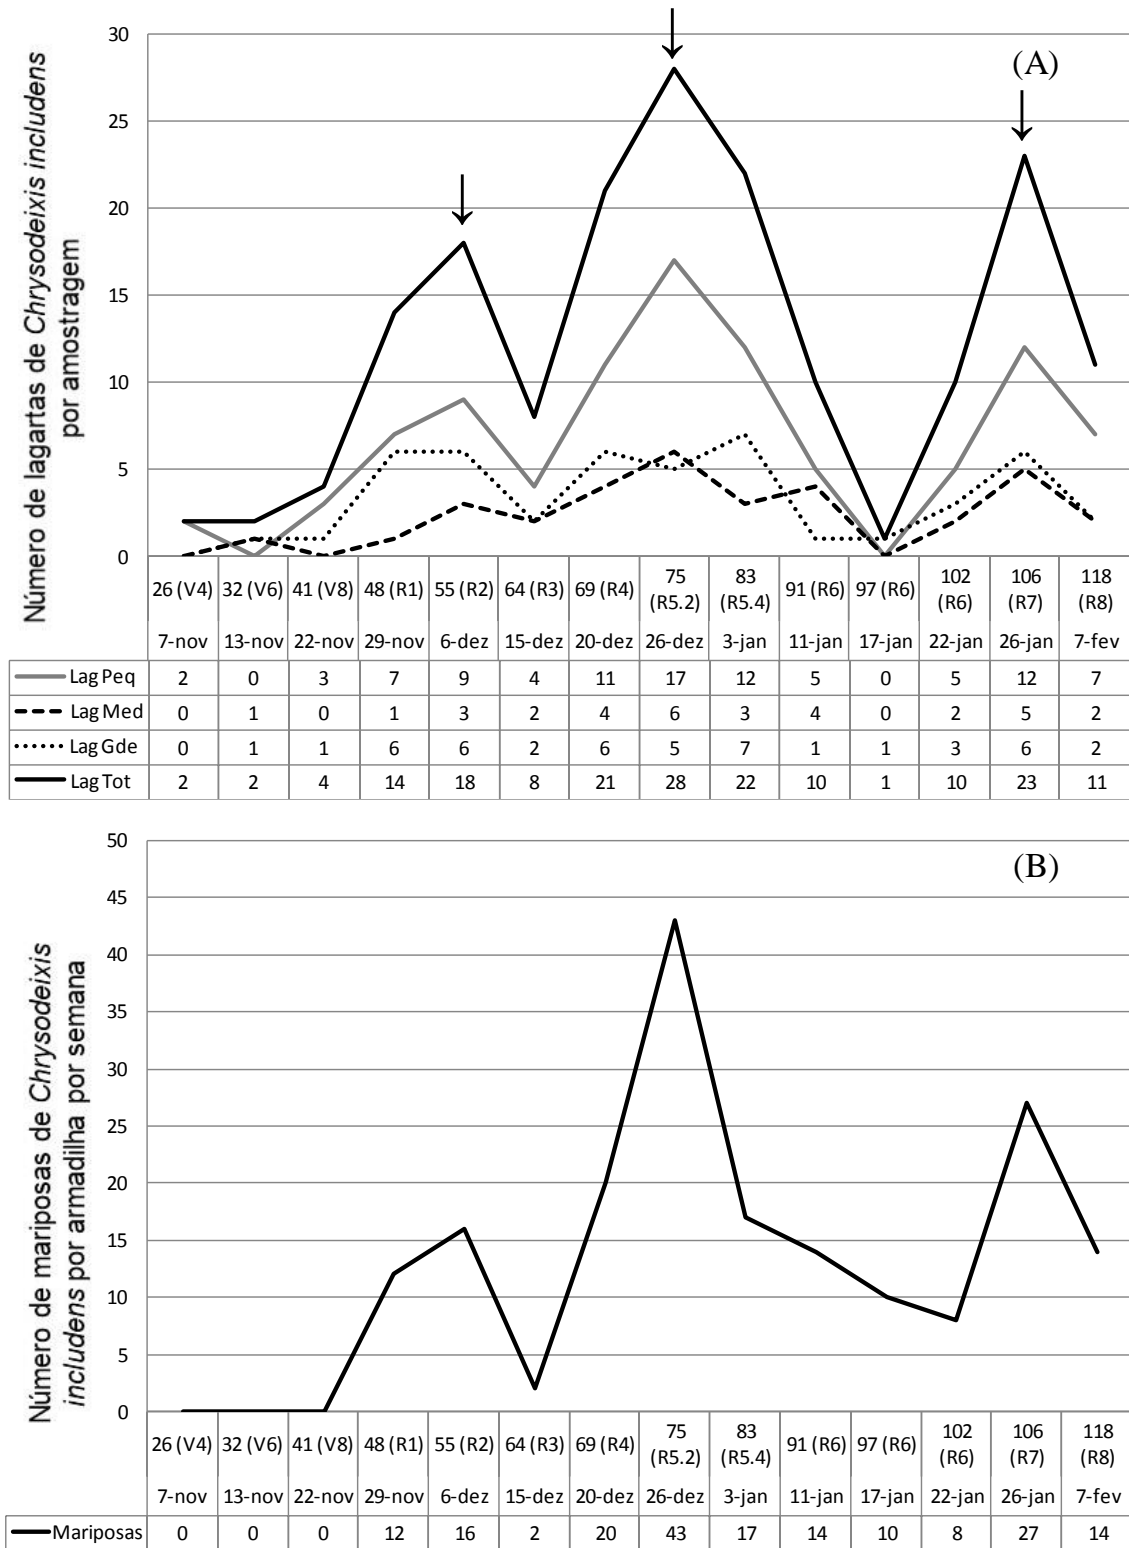 Número de lagartas de Chrysodeixis includens
por amostragem
(A)
30
25
20
15
10
5
0
26 (V4) 32 (V6) 41 (V8) 48 (R1) 55 (R2) 64 (R3) 69 (R4) 75 (R5.2) 83 (R5.4) 91 (R6) 97 (R6) 102 (R6) 106 (R7) 118 (R8)
7-nov 13-nov 22-nov 29-nov 6-dez 15-dez 20-dez 26-dez 3-jan 11-jan 17-jan 22-jan 26-jan 7-fev
Lag Peq 2 0 3 7 9 4 11 17 12 5 0 5 12 7
Lag Med 0 1 0 1 3 2 4 6 3 4 0 2 5 2
Lag Gde 0 1 1 6 6 2 6 5 7 1 1 3 6 2
Lag Tot 2 2 4 14 18 8 21 28 22 10 1 10 23 11
Número de mariposas de Chrysodeixis
includens por armadilha por semana
(B)
50
45
40
35
30
25
20
15
10
5
0
26 (V4) 32 (V6) 41 (V8) 48 (R1) 55 (R2) 64 (R3) 69 (R4) 75 (R5.2) 83 (R5.4) 91 (R6) 97 (R6) 102 (R6) 106 (R7) 118 (R8)
7-nov 13-nov 22-nov 29-nov 6-dez 15-dez 20-dez 26-dez 3-jan 11-jan 17-jan 22-jan 26-jan 7-fev
Mariposas 0 0 0 12 16 2 20 43 17 14 10 8 27 14